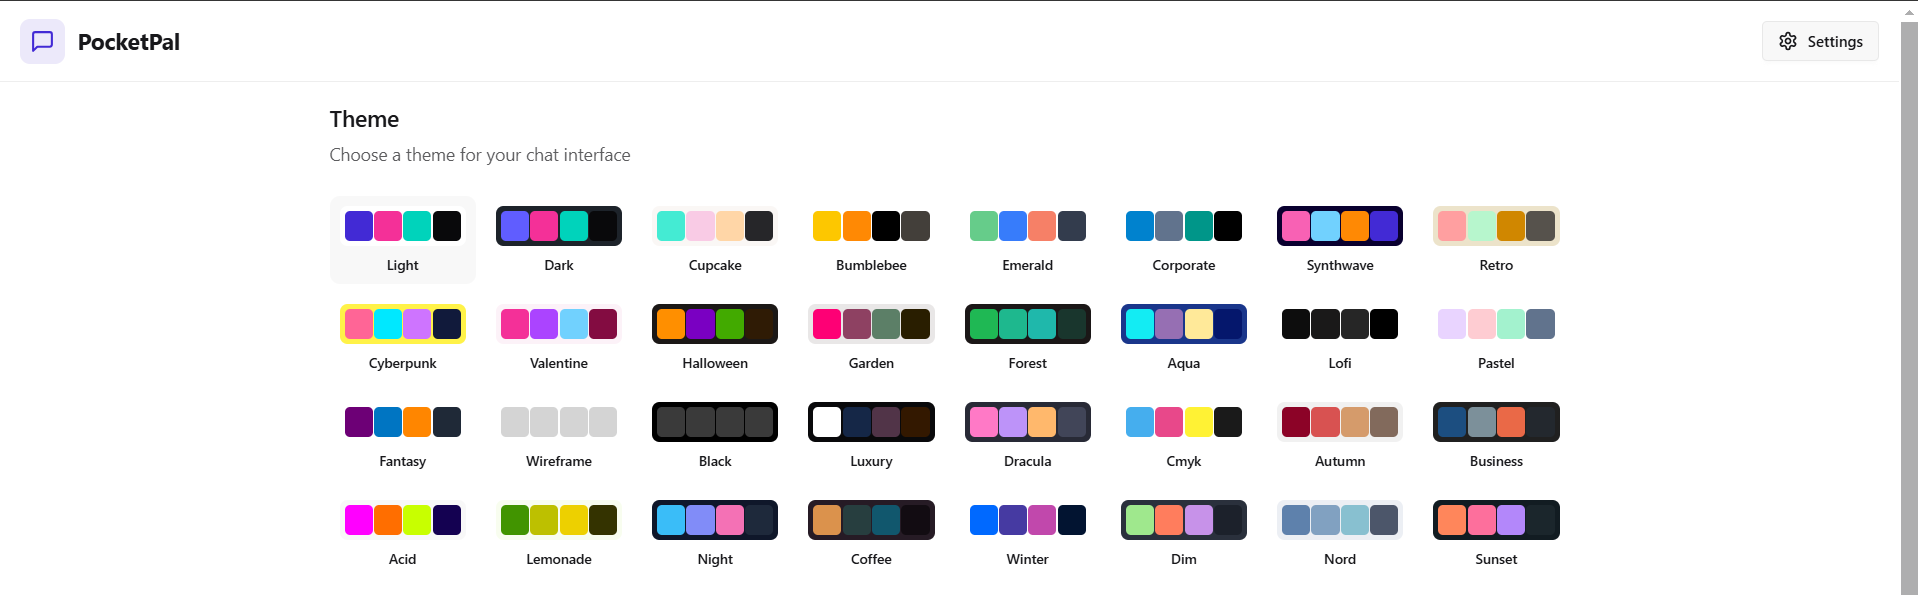 PocketPal
Settings
Theme
Choose a theme for your chat interface
Light Dark Cupcake Bumblebee Emerald Corporate Synthwave Retro
Cyberpunk Valentine Halloween Garden Forest Aqua Lofi Pastel
Fantasy Wireframe Black Luxury Dracula Cmyk Autumn Business
Acid Lemonade Night Coffee Winter Dim Nord Sunset